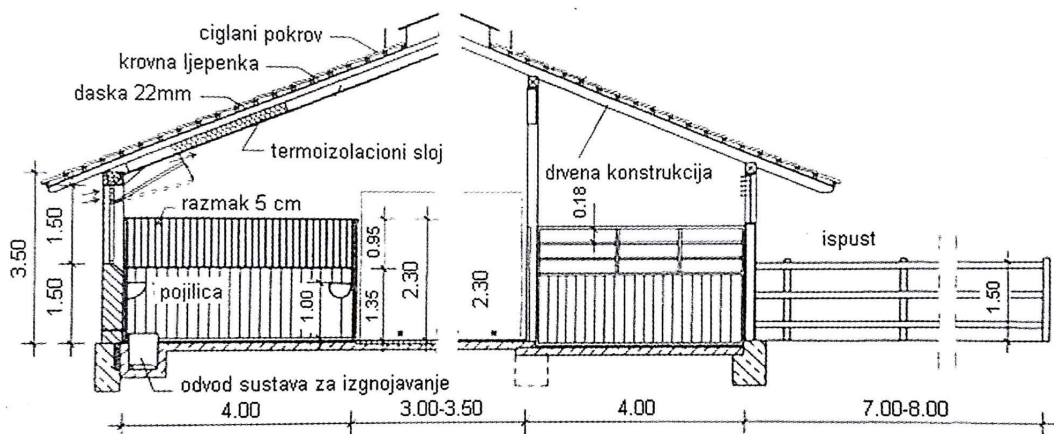 ciglani pokrov
krovna ljepenka
daska 22mm
termoizolacioni sloj
drvena konstrukcija
0.18
razmak 5 cm
ispust
3.50
1.50
1.50
pojilica
1.00
1.35
0.95
2.30
2.30
1.50
odvod sustava za izgnojavanje
4.00
3.00-3.50
4.00
7.00-8.00